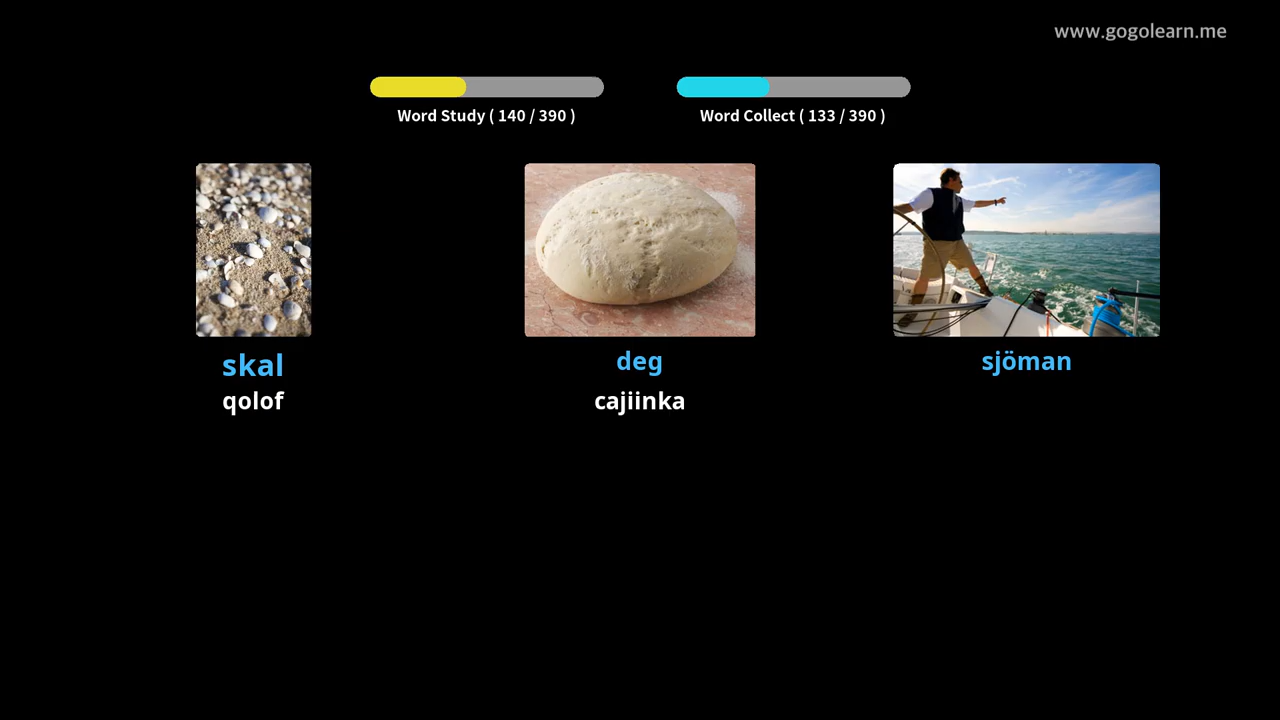 www.gogolearn.me
Word Study ( 140 / 390 )
Word Collect ( 133 / 390 )
skal
deg
sjöman
qolof
cajiinka